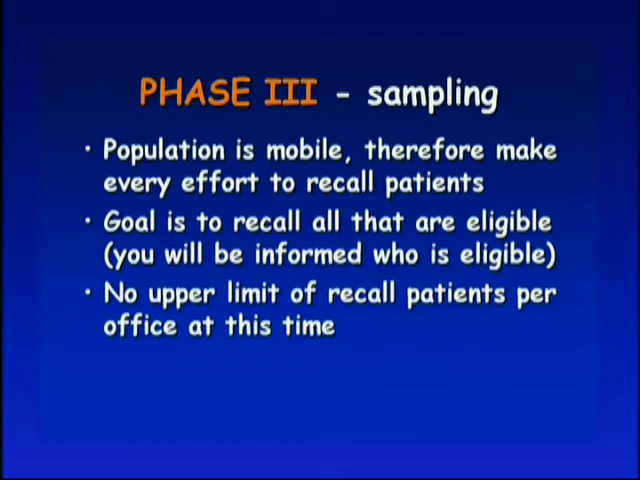 PHASE III - sampling
• Population is mobile, therefore make
every effort to recall patients
• Goal is to recall all that are eligible
(you will be informed who is eligible)
• No upper limit of recall patients per
office at this time